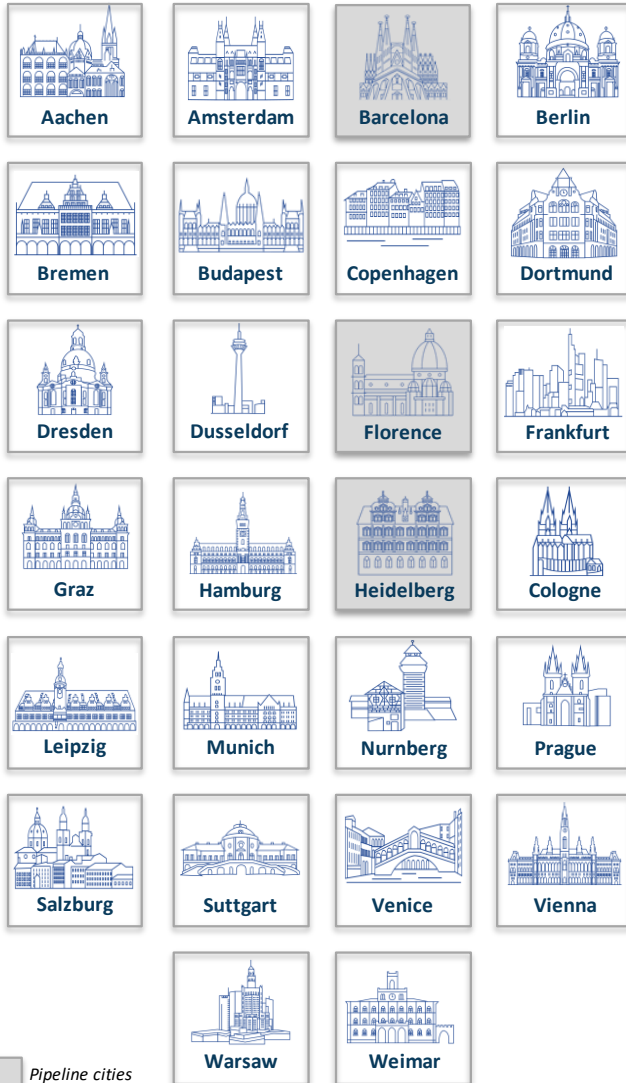 Aachen Amsterdam Barcelona Berlin
Bremen Budapest Copenhagen Dortmund
Dresden Dusseldorf Florence Frankfurt
Graz Hamburg Heidelberg Cologne
Leipzig Munich Nurnberg Prague
Salzburg Suttgart Venice Vienna
Warsaw Weimar
Pipeline cities